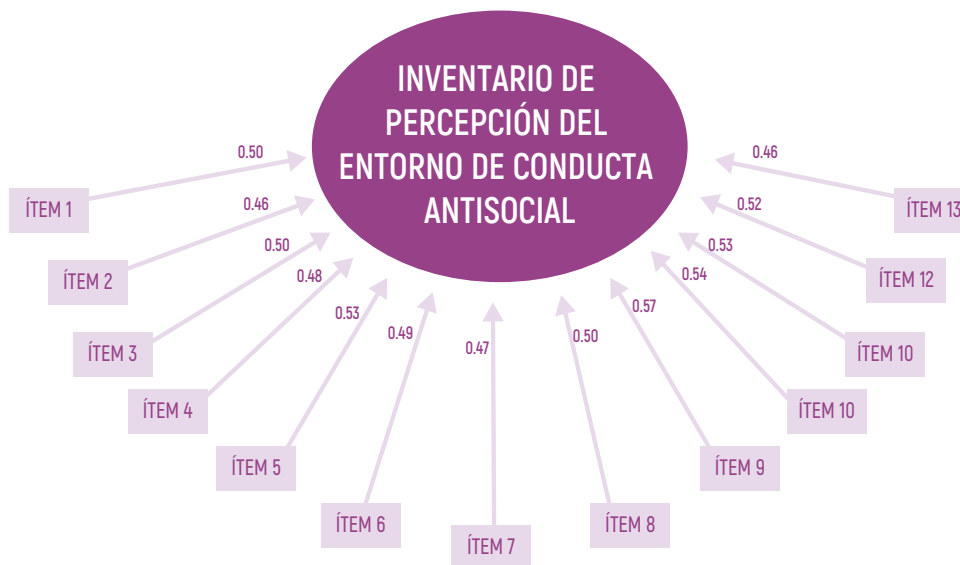 INVENTARIO DE
PERCEPCIÓN DEL
ENTORNO DE CONDUCTA
ANTISOCIAL
0.50
0.46
0.50
0.48
0.53
0.49
0.47
0.50
0.57
0.54
0.53
0.52
0.46
ÍTEM 1
ÍTEM 2
ÍTEM 3
ÍTEM 4
ÍTEM 5
ÍTEM 6
ÍTEM 7
ÍTEM 8
ÍTEM 9
ÍTEM 10
ÍTEM 10
ÍTEM 12
ÍTEM 13